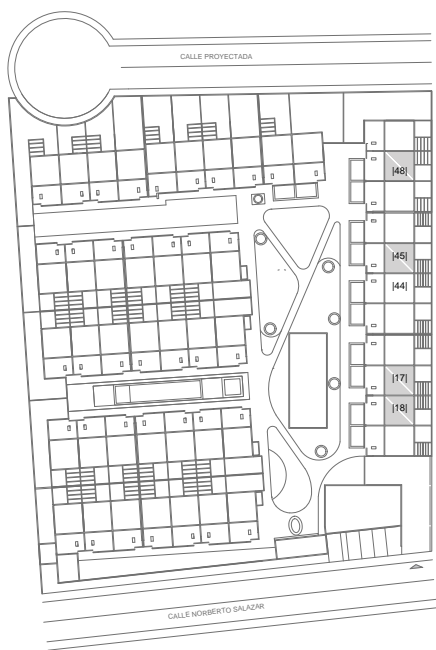 CALLE PROYECTADA
|48|
|45|
|44|
|17|
|18|
CALLE NORBERTO SALAZAR